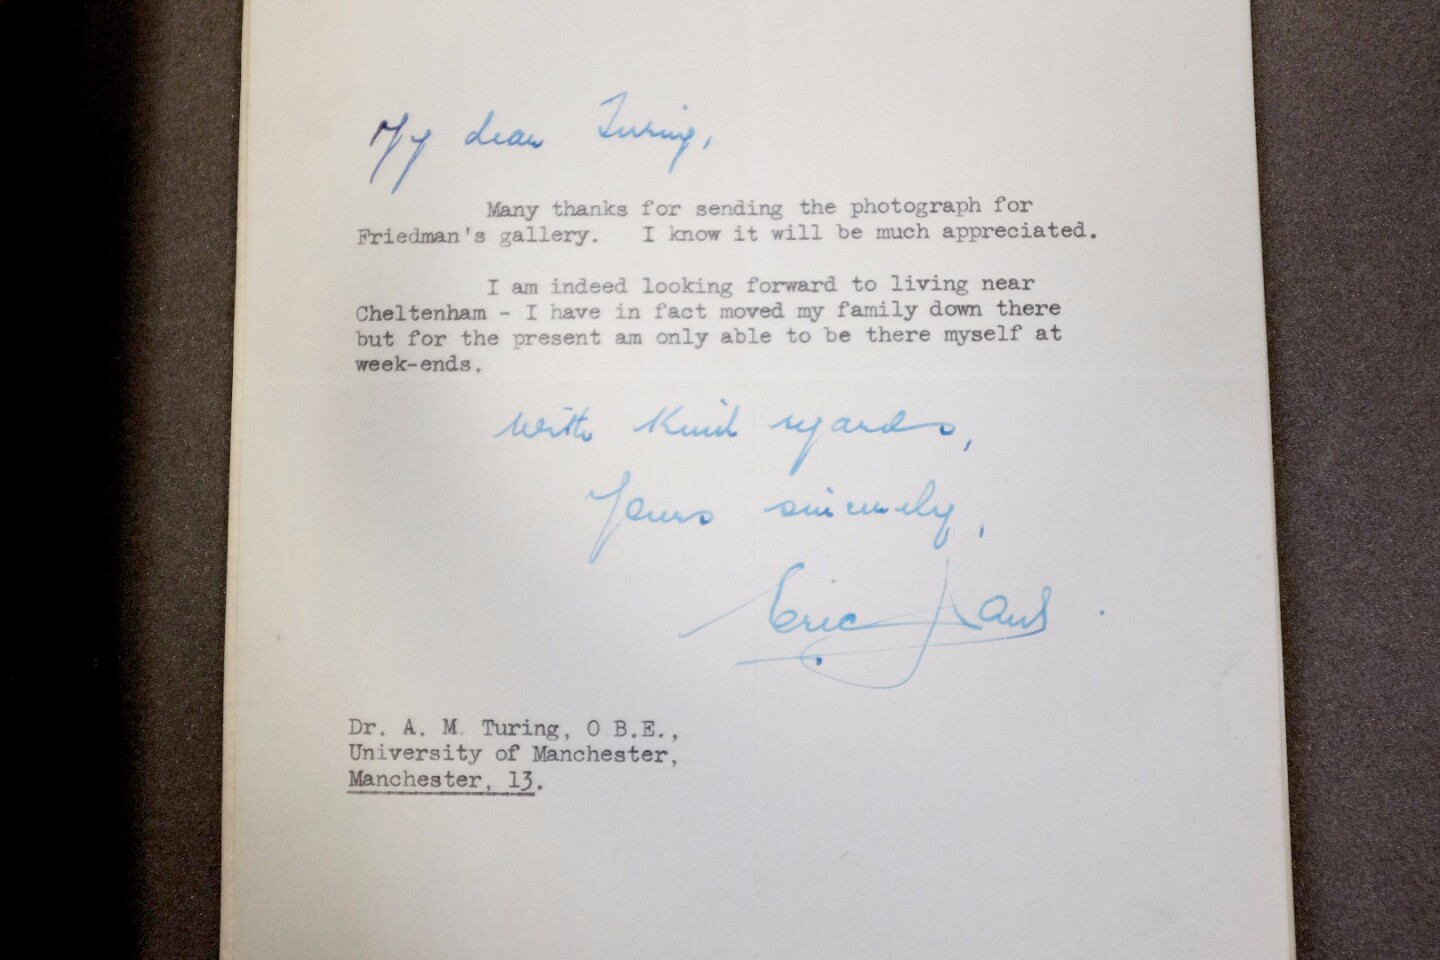 My dear Turing,
Many thanks for sending the photograph for
Friedman's gallery. I know it will be much appreciated.
I am indeed looking forward to living near
Cheltenham - I have in fact moved my family down there
but for the present am only able to be there myself at
week-ends.
With kind regards,
Yours sincerely,
Eric Jones
Dr. A. M. Turing, O.B.E.,
University of Manchester,
Manchester, 13.